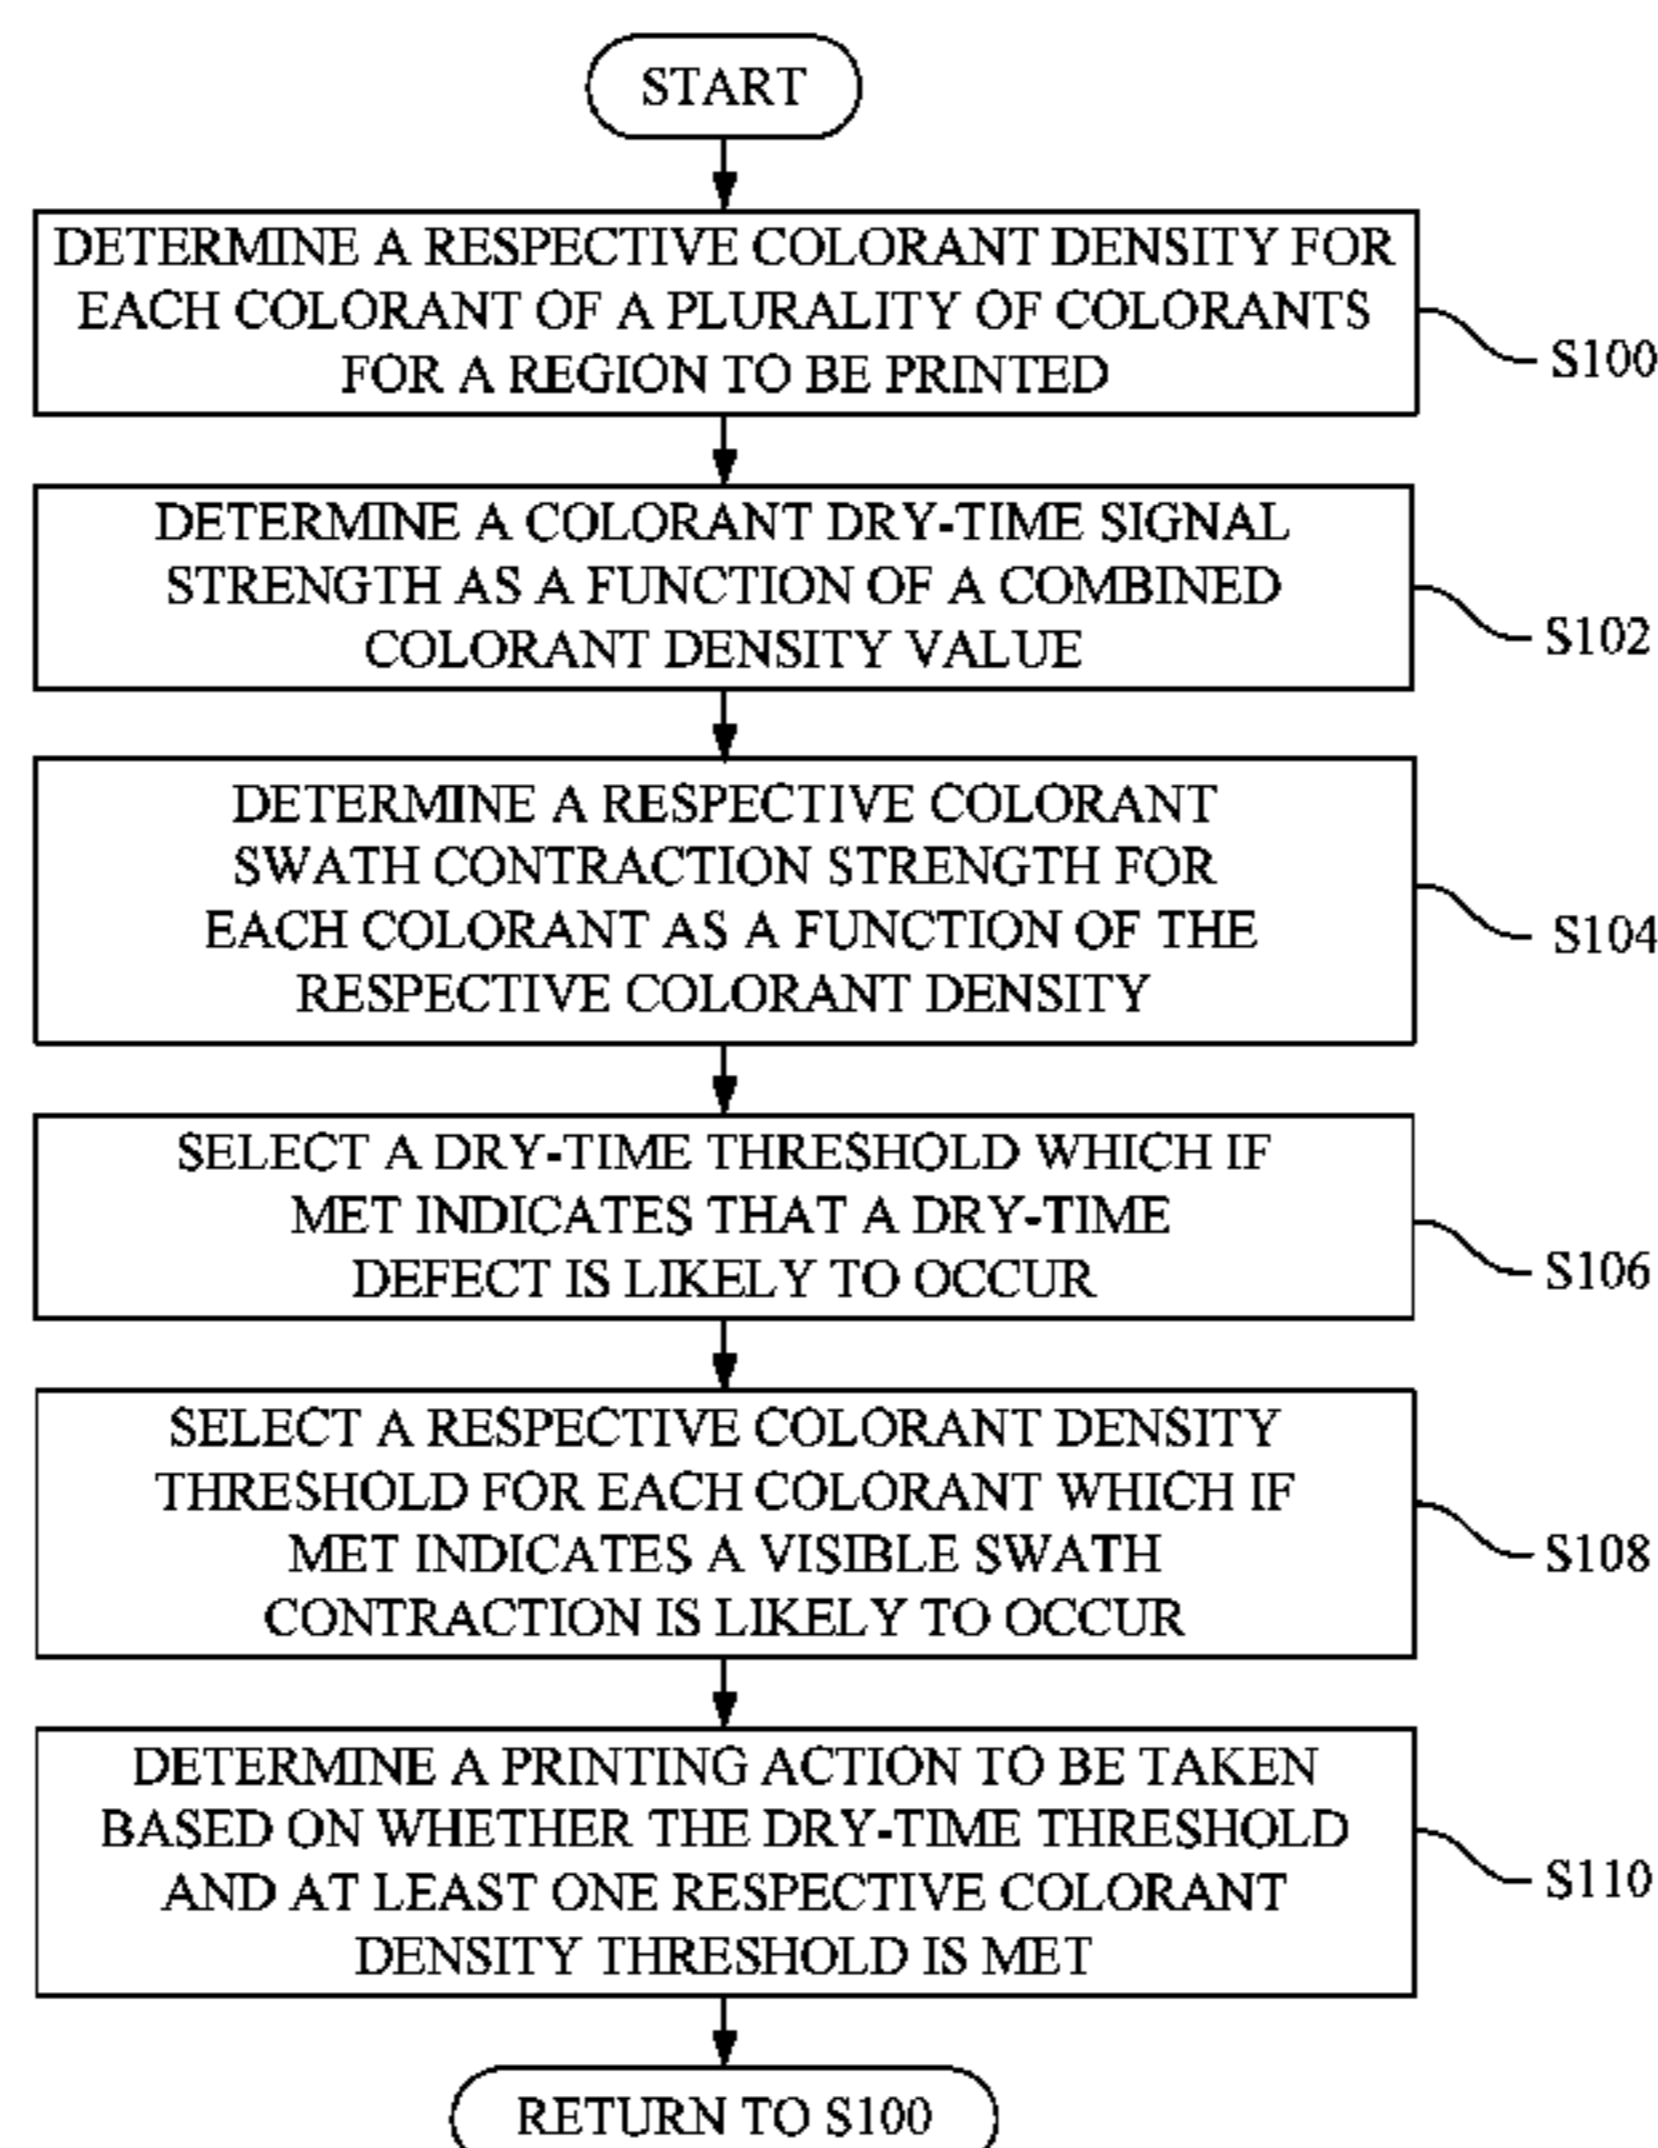 START
DETERMINE A RESPECTIVE COLORANT DENSITY FOR
EACH COLORANT OF A PLURALITY OF COLORANTS
FOR A REGION TO BE PRINTED
S100
DETERMINE A COLORANT DRY-TIME SIGNAL
STRENGTH AS A FUNCTION OF A COMBINED
COLORANT DENSITY VALUE
S102
DETERMINE A RESPECTIVE COLORANT
SWATH CONTRACTION STRENGTH FOR
EACH COLORANT AS A FUNCTION OF THE
RESPECTIVE COLORANT DENSITY
S104
SELECT A DRY-TIME THRESHOLD WHICH IF
MET INDICATES THAT A DRY-TIME
DEFECT IS LIKELY TO OCCUR
S106
SELECT A RESPECTIVE COLORANT DENSITY
THRESHOLD FOR EACH COLORANT WHICH IF
MET INDICATES A VISIBLE SWATH
CONTRACTION IS LIKELY TO OCCUR
S108
DETERMINE A PRINTING ACTION TO BE TAKEN
BASED ON WHETHER THE DRY-TIME THRESHOLD
AND AT LEAST ONE RESPECTIVE COLORANT
DENSITY THRESHOLD IS MET
S110
RETURN TO S100